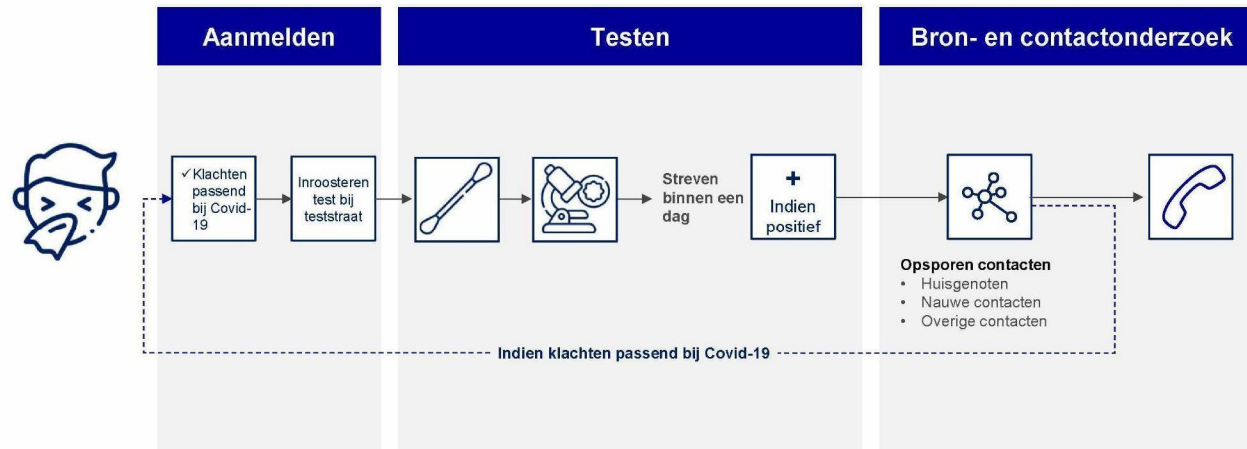 Aanmelden
Testen
Bron- en contactonderzoek
✓Klachten
passend
bij Covid-
19
Inroosteren
test bij
teststraat
Streven
binnen een
dag
+
Indien
positief
Opsporen contacten
• Huisgenoten
• Nauwe contacten
• Overige contacten
Indien klachten passend bij Covid-19